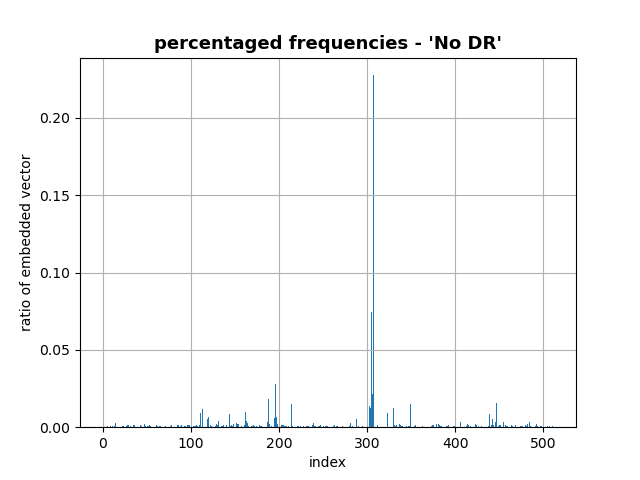 percentaged frequencies - 'No DR'
0.20
0.15
0.10
0.05
0.00
ratio of embedded vector
0 100 200 300 400 500
index